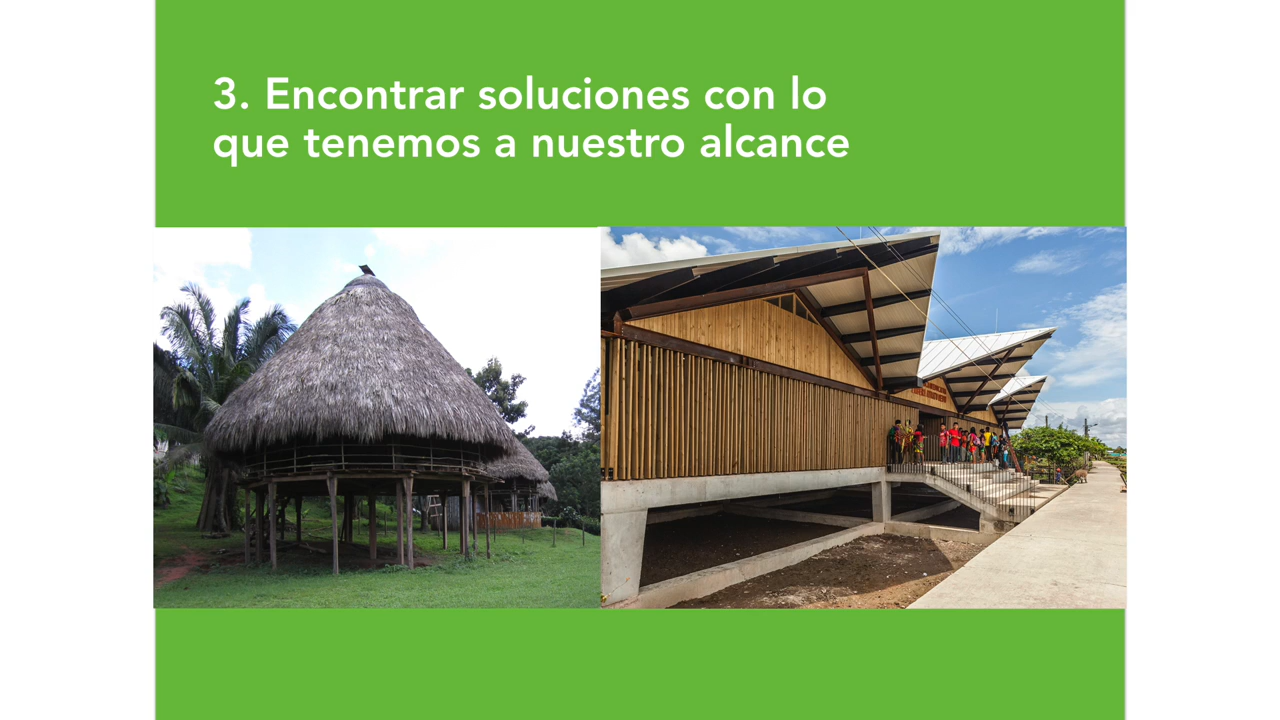 3. Encontrar soluciones con lo
que tenemos a nuestro alcance